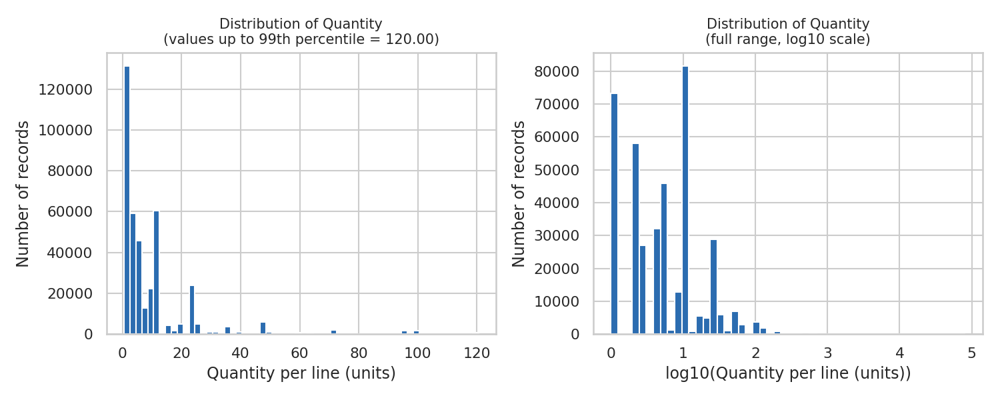 Distribution of Quantity
(values up to 99th percentile = 120.00)
Number of records
120000
100000
80000
60000
40000
20000
0
0 20 40 60 80 100 120
Quantity per line (units)
Distribution of Quantity
(full range, log10 scale)
Number of records
80000
70000
60000
50000
40000
30000
20000
10000
0
0 1 2 3 4 5
log10(Quantity per line (units))